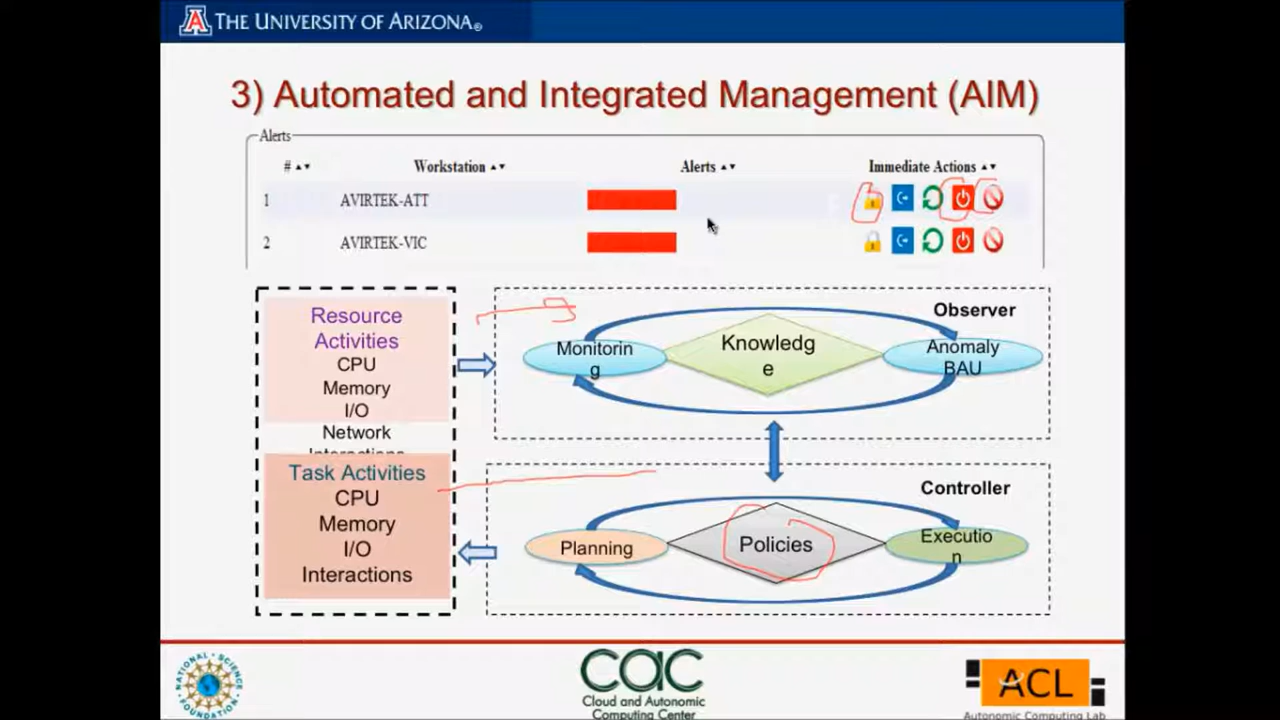 THE UNIVERSITY OF ARIZONA®
3) Automated and Integrated Management (AIM)
Alerts
# Workstation Alerts Immediate Actions
1 AVIRTEK-ATT
2 AVIRTEK-VIC
Resource
Activities
CPU
Memory
I/O
Network
Interactions
Task Activities
CPU
Memory
I/O
Interactions
Observer
Monitorin
g
Knowledg
e
Anomaly
BAU
Controller
Planning
Policies
Executio
n
NATIONAL SCIENCE FOUNDATION
CAC
Cloud and Autonomic
Computing Center
ACL
Autonomic Computing Lab